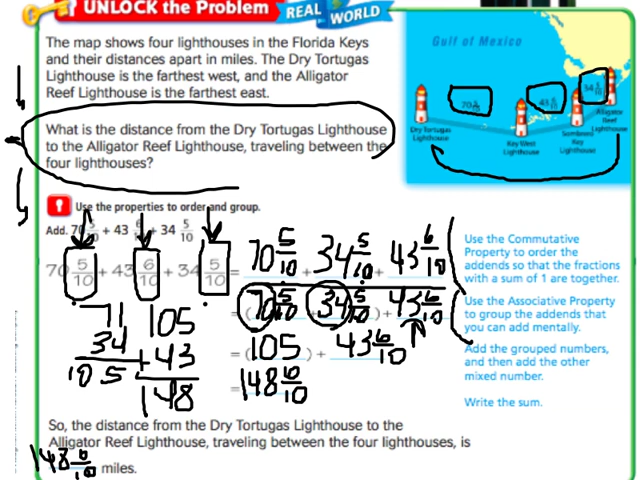 UNLOCK the Problem REAL WORLD
The map shows four lighthouses in the Florida Keys
and their distances apart in miles. The Dry Tortugas
Lighthouse is the farthest west, and the Alligator
Reef Lighthouse is the farthest east.
What is the distance from the Dry Tortugas Lighthouse
to the Alligator Reef Lighthouse, traveling between the
four lighthouses?
Gulf of Mexico
70 5/10
43 6/10
34 5/10
Dry Tortugas
Lighthouse
Key West
Lighthouse
Sombrero
Key
Lighthouse
Alligator
Reef
Lighthouse
! Use the properties to order and group.
Add. 70 5/10 + 43 6/10 + 34 5/10
70 5/10 + 43 6/10 + 34 5/10 = 70 5/10 + 34 5/10 + 43 6/10
Use the Commutative
Property to order the
addends so that the fractions
with a sum of 1 are together.
= (70 5/10 + 34 5/10) + 43 6/10
Use the Associative Property
to group the addends that
you can add mentally.
71
34
105
105
+43
148
= (105) + 43 6/10
Add the grouped numbers,
and then add the other
mixed number.
= 148 6/10
Write the sum.
So, the distance from the Dry Tortugas Lighthouse to the
Alligator Reef Lighthouse, traveling between the four lighthouses, is
148 6/10 miles.